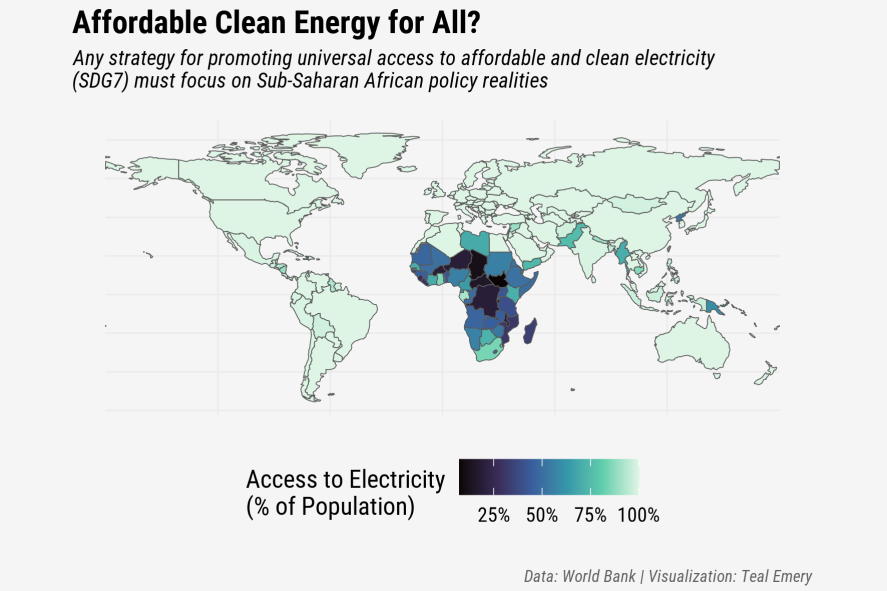 Affordable Clean Energy for All?
Any strategy for promoting universal access to affordable and clean electricity
(SDG7) must focus on Sub-Saharan African policy realities
Access to Electricity
(% of Population)
25% 50% 75% 100%
Data: World Bank | Visualization: Teal Emery